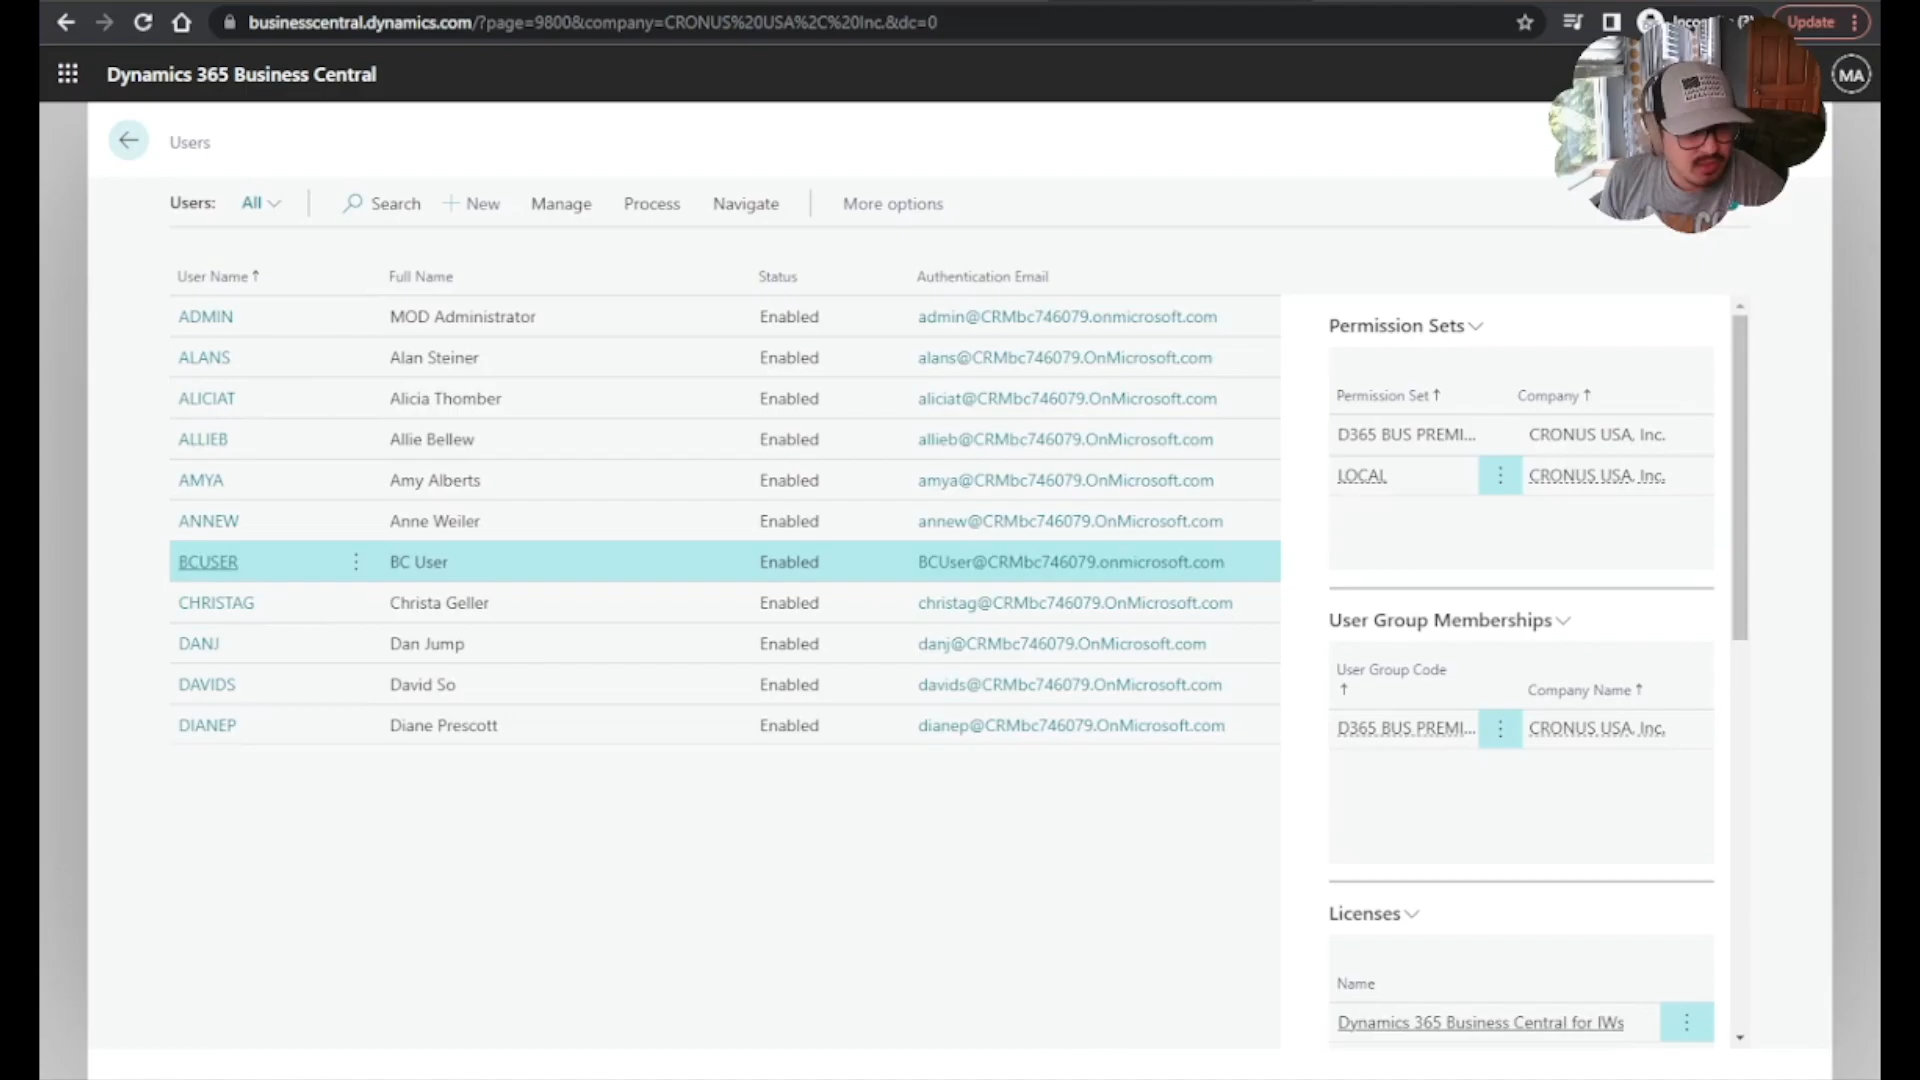 businesscentral.dynamics.com/?page=9800&company=CRONUS%20USA%2C%20Inc.&dc=0
Update
Dynamics 365 Business Central
MA
Users
Users: All Search New Manage Process Navigate More options
User Name ↑ Full Name Status Authentication Email
ADMIN MOD Administrator Enabled admin@CRMbc746079.onmicrosoft.com
ALANS Alan Steiner Enabled alans@CRMbc746079.OnMicrosoft.com
ALICIAT Alicia Thomber Enabled aliciat@CRMbc746079.OnMicrosoft.com
ALLIEB Allie Bellew Enabled allieb@CRMbc746079.OnMicrosoft.com
AMYA Amy Alberts Enabled amya@CRMbc746079.OnMicrosoft.com
ANNEW Anne Weiler Enabled annew@CRMbc746079.OnMicrosoft.com
BCUSER BC User Enabled BCUser@CRMbc746079.onmicrosoft.com
CHRISTAG Christa Geller Enabled christag@CRMbc746079.OnMicrosoft.com
DANJ Dan Jump Enabled danj@CRMbc746079.OnMicrosoft.com
DAVIDS David So Enabled davids@CRMbc746079.OnMicrosoft.com
DIANEP Diane Prescott Enabled dianep@CRMbc746079.OnMicrosoft.com
Permission Sets
Permission Set ↑ Company ↑
D365 BUS PREMI... CRONUS USA, Inc.
LOCAL CRONUS USA, Inc.
User Group Memberships
User Group Code
↑ Company Name ↑
D365 BUS PREMI... CRONUS USA, Inc.
Licenses
Name
Dynamics 365 Business Central for IWs